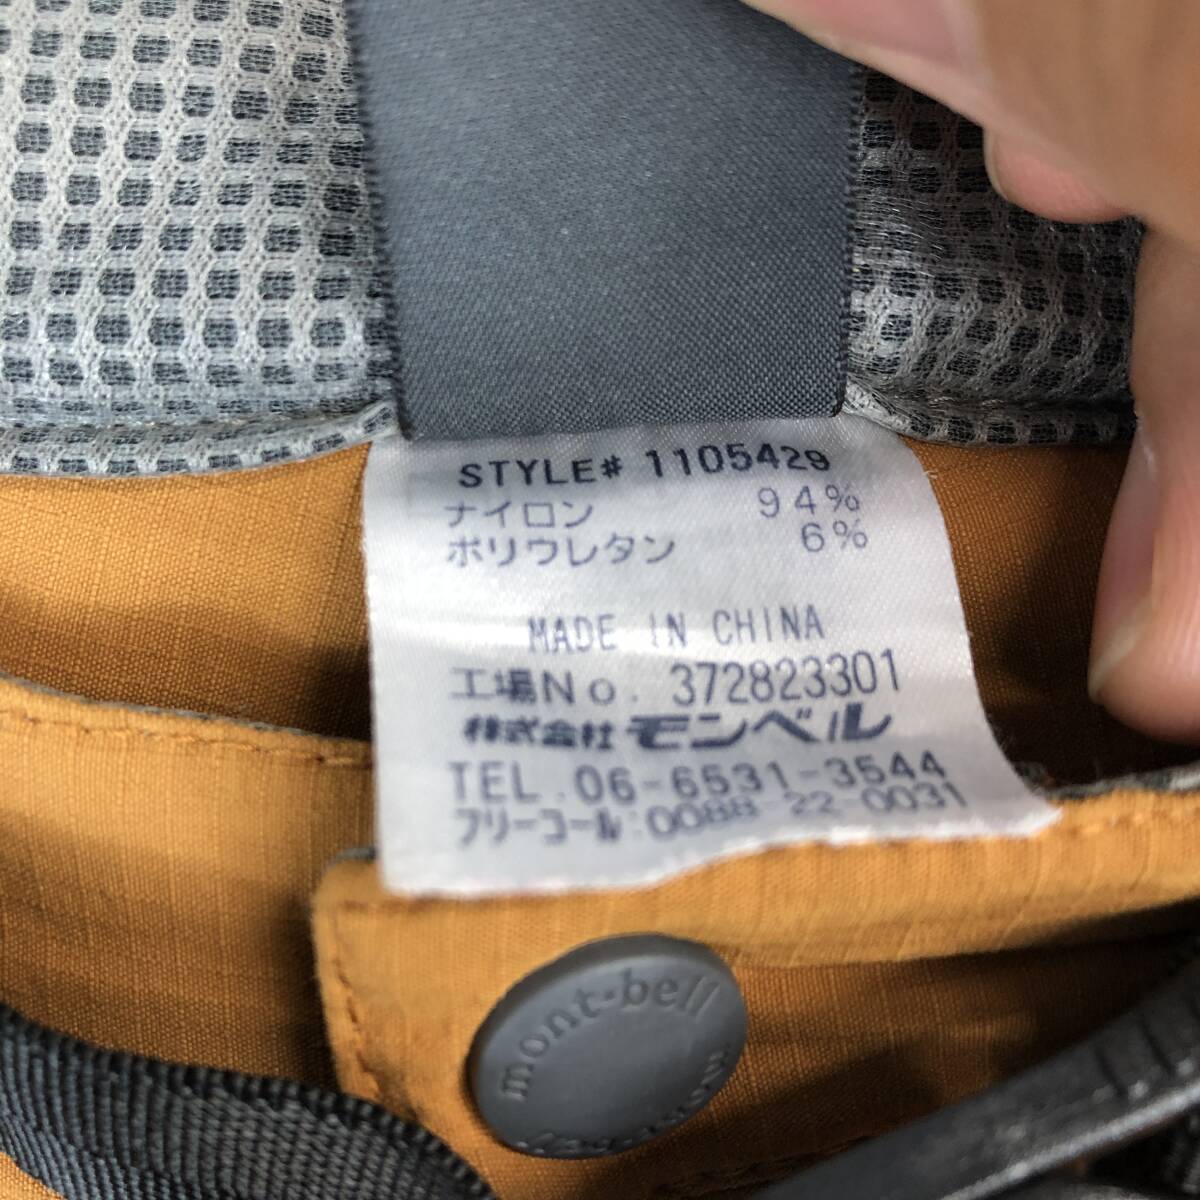 STYLE# 1105429
ナイロン 94%
ポリウレタン 6%
MADE IN CHINA
工場No. 372823301
株式会社モンベル
TEL.06-6531-3544
フリーコール:0088-22-0031
mont-bell
mont-bell